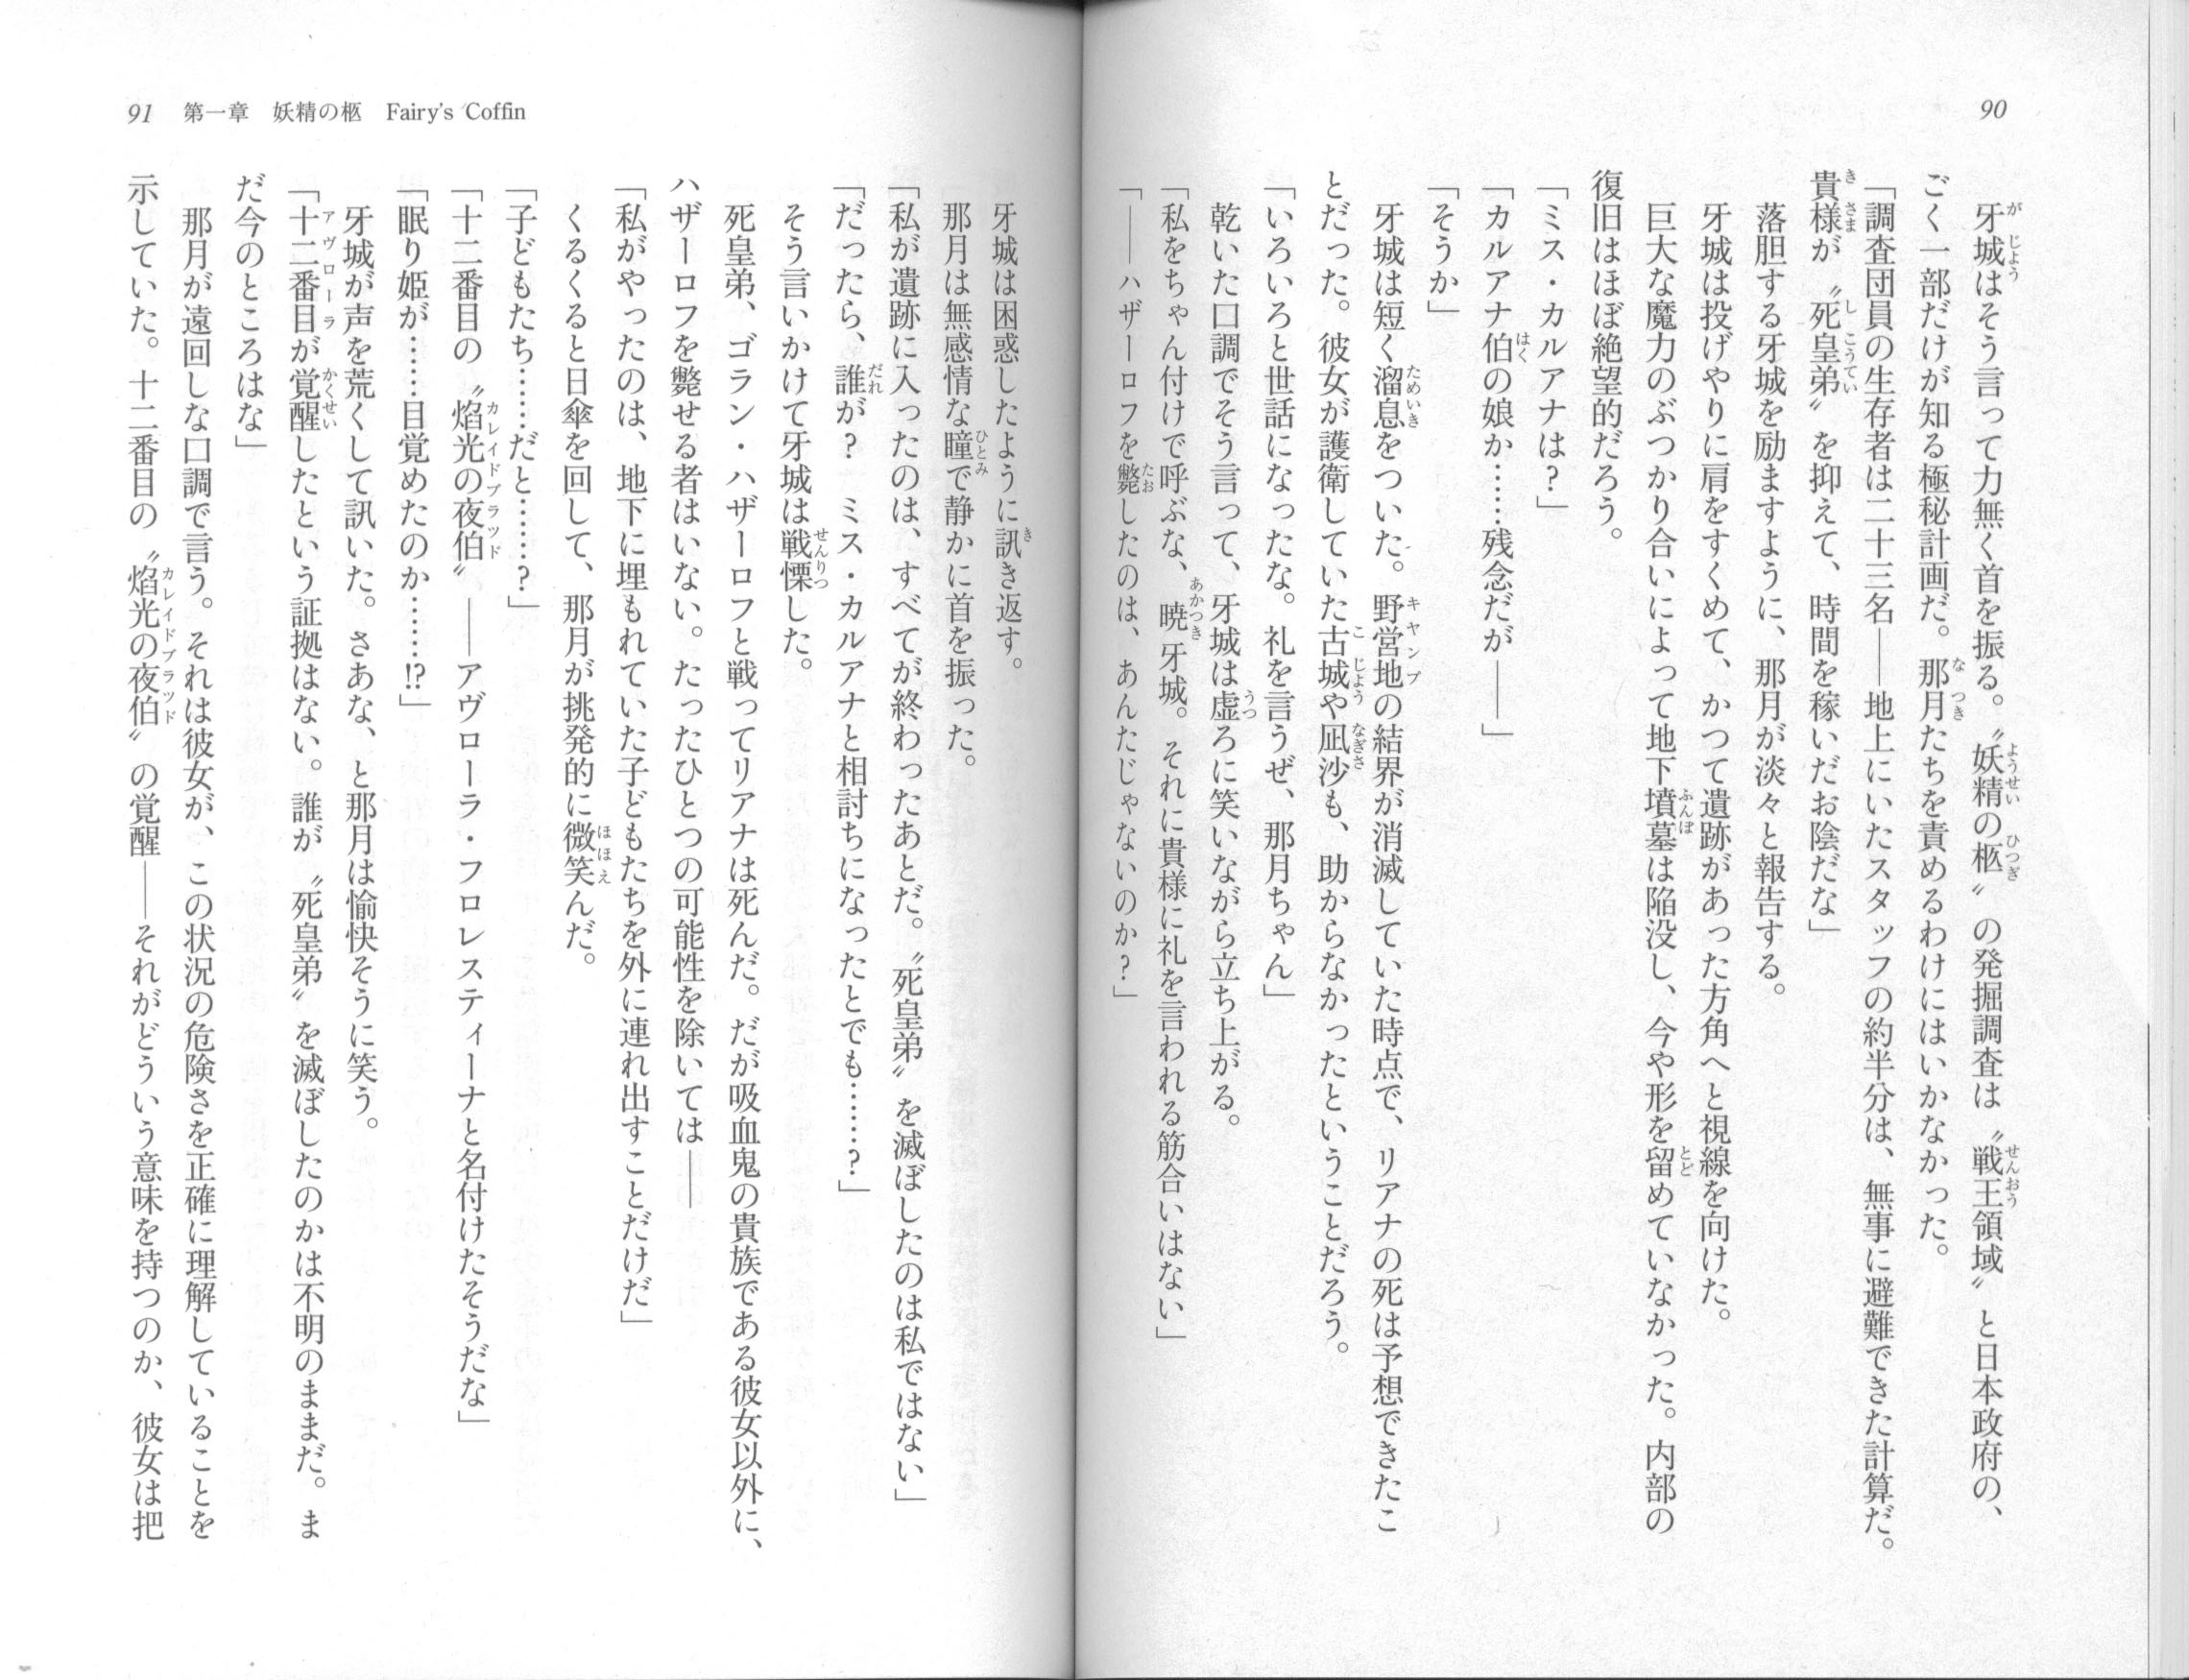 90
牙城はそう言って力無く首を振る。〝妖精の柩〟の発掘調査は〝戦王領域〟と日本政府の、
ごく一部だけが知る極秘計画だ。那月たちを責めるわけにはいかなかった。
「調査団員の生存者は二十三名――地上にいたスタッフの約半分は、無事に避難できた計算だ。
貴様が〝死皇弟〟を抑えて、時間を稼いだお陰だな」
落胆する牙城を励ますように、那月が淡々と報告する。
牙城は投げやりに肩をすくめて、かつて遺跡があった方角へと視線を向けた。
巨大な魔力のぶつかり合いによって地下墳墓は陥没し、今や形を留めていなかった。内部の
復旧はほぼ絶望的だろう。
「ミス・カルアナは?」
「カルアナ伯の娘か……残念だが――」
「そうか」
牙城は短く溜息をついた。野営地の結界が消滅していた時点で、リアナの死は予想できたこ
とだった。彼女が護衛していた古城や凪沙も、助からなかったということだろう。
「いろいろと世話になったな。礼を言うぜ、那月ちゃん」
乾いた口調でそう言って、牙城は虚ろに笑いながら立ち上がる。
「私をちゃん付けで呼ぶな、暁牙城。それに貴様に礼を言われる筋合いはない」
「――ハザーロフを斃したのは、あんたじゃないのか?」
91 第一章 妖精の柩 Fairy's Coffin
牙城は困惑したように訊き返す。
那月は無感情な瞳で静かに首を振った。
「私が遺跡に入ったのは、すべてが終わったあとだ。〝死皇弟〟を滅ぼしたのは私ではない」
「だったら、誰が? ミス・カルアナと相討ちになったとでも……?」
そう言いかけて牙城は戦慄した。
死皇弟、ゴラン・ハザーロフと戦ってリアナは死んだ。だが吸血鬼の貴族である彼女以外に、
ハザーロフを斃せる者はいない。たったひとつの可能性を除いては――
「私がやったのは、地下に埋もれていた子どもたちを外に連れ出すことだけだ」
くるくると日傘を回して、那月が挑発的に微笑んだ。
「子どもたち……だと……?」
「十二番目の〝焰光の夜伯〟――アヴローラ・フロレスティーナと名付けたそうだな」
「眠り姫が……目覚めたのか……!?」
牙城が声を荒くして訊いた。さあな、と那月は愉快そうに笑う。
「十二番目が覚醒したという証拠はない。誰が〝死皇弟〟を滅ぼしたのかは不明のままだ。ま
だ今のところはな」
那月が遠回しな口調で言う。それは彼女が、この状況の危険さを正確に理解していることを
示していた。十二番目の〝焰光の夜伯〟の覚醒――それがどういう意味を持つのか、彼女は把